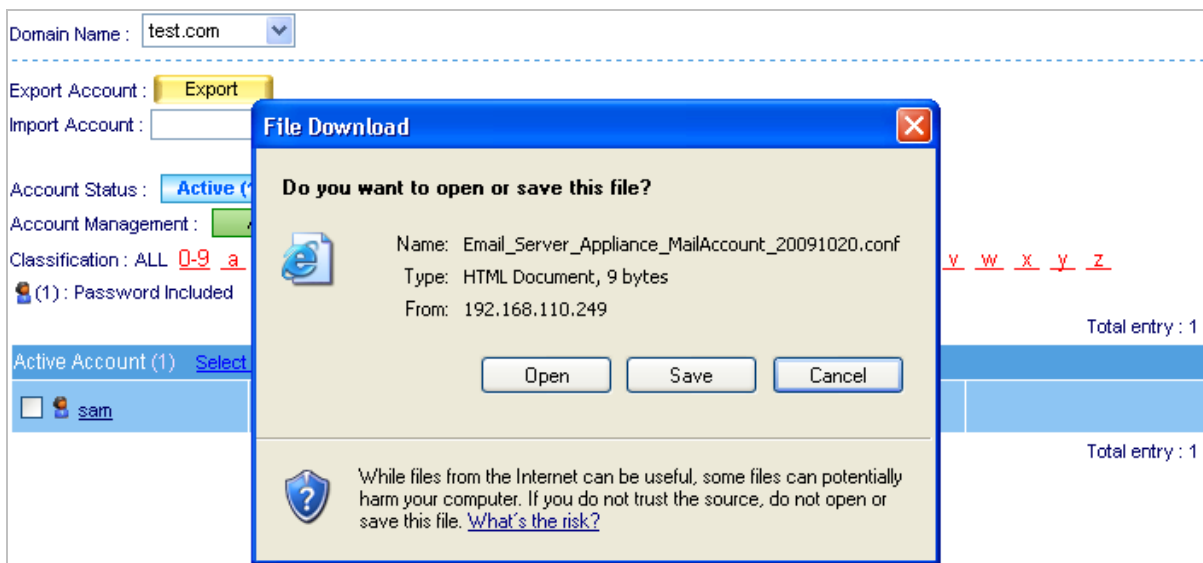 Domain Name : test.com
Export Account : Export
Import Account :
File Download
Do you want to open or save this file?
Account Status : Active (
Account Management :
Name: Email_Server_Appliance_MailAccount_20091020.conf
Type: HTML Document, 9 bytes
From: 192.168.110.249
Classification : ALL 0-9 a v w x y z
(1) : Password Included
Total entry : 1
Active Account (1) Select
Open Save Cancel
sam
Total entry : 1
While files from the Internet can be useful, some files can potentially
harm your computer. If you do not trust the source, do not open or
save this file. What's the risk?